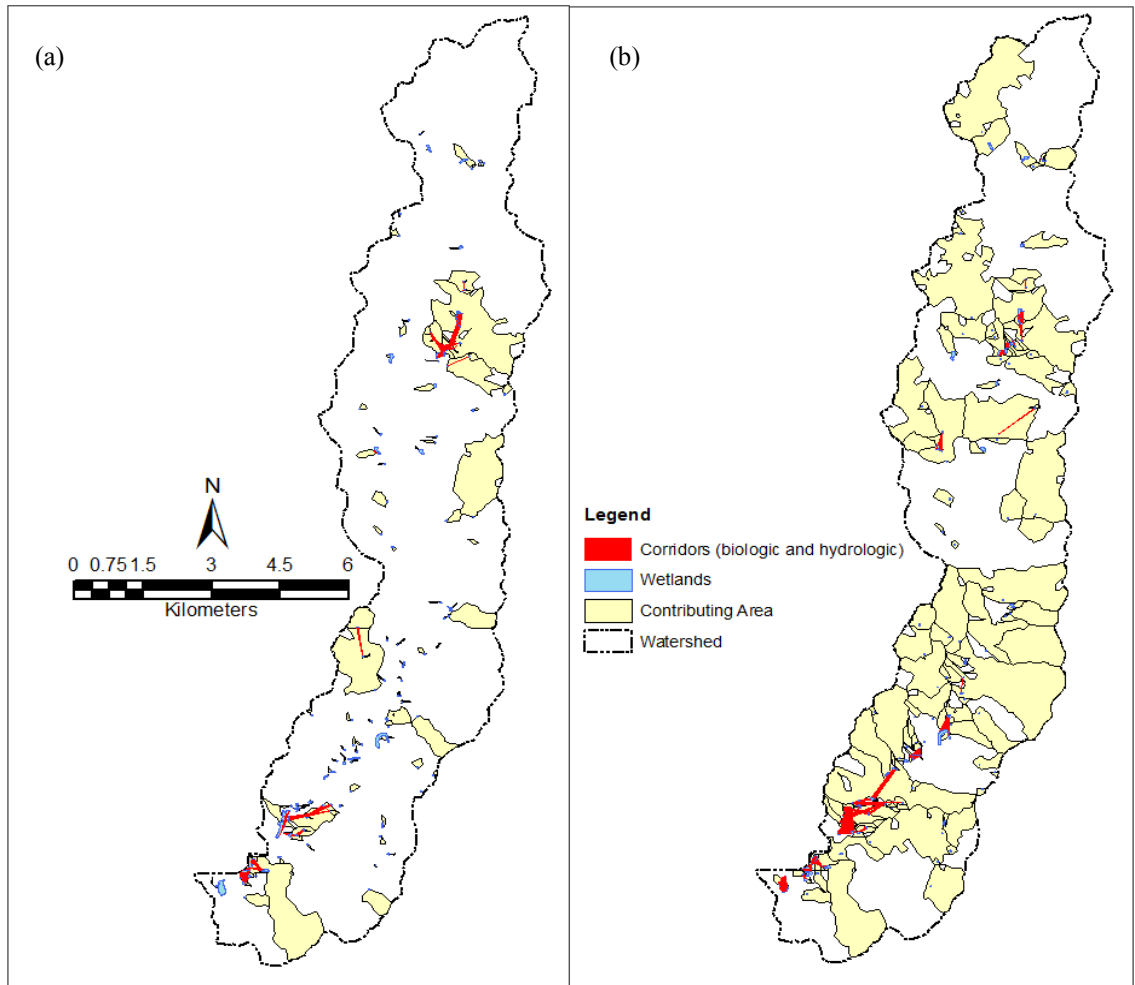 (a)
(b)
N
0 0.75 1.5 3 4.5 6
Kilometers
Legend
Corridors (biologic and hydrologic)
Wetlands
Contributing Area
Watershed